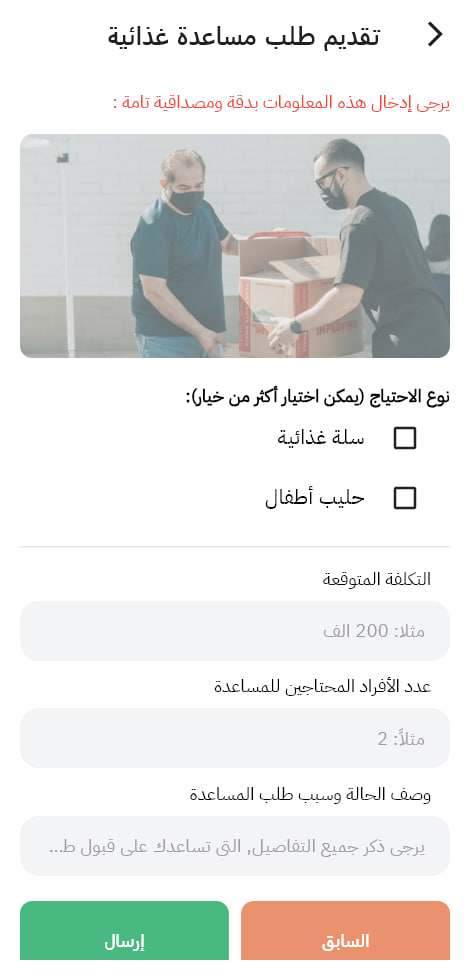 تقديم طلب مساعدة غذائية
يرجى إدخال هذه المعلومات بدقة ومصداقية تامة :
IMPROVING
نوع الاحتياج (يمكن اختيار أكثر من خيار):
سلة غذائية
حليب أطفال
التكلفة المتوقعة
مثلا: 200 الف
عدد الأفراد المحتاجين للمساعدة
مثلاً: 2
وصف الحالة وسبب طلب المساعدة
يرجى ذكر جميع التفاصيل, التي تساعدك على قبول ط...
السابق
إرسال